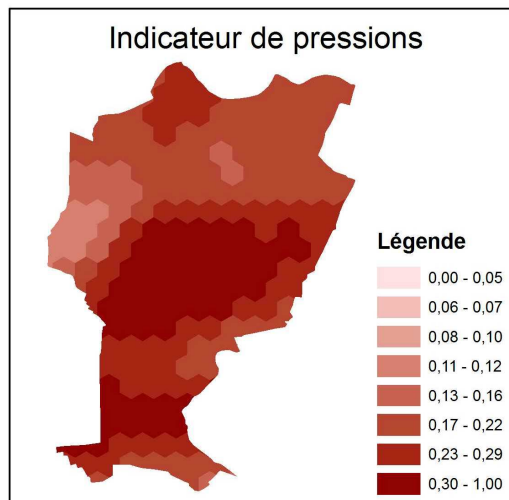 Indicateur de pressions
Légende
0,00 - 0,05
0,06 - 0,07
0,08 - 0,10
0,11 - 0,12
0,13 - 0,16
0,17 - 0,22
0,23 - 0,29
0,30 - 1,00